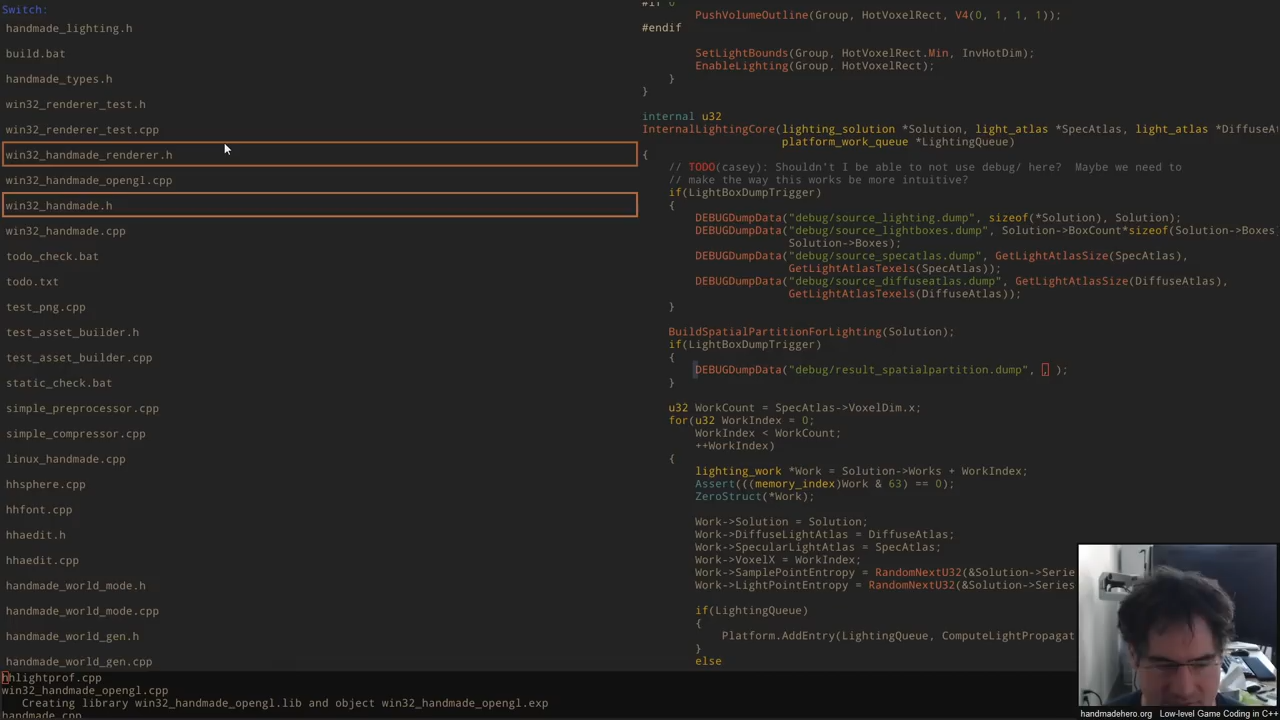 Switch:
handmade_lighting.h
build.bat
handmade_types.h
win32_renderer_test.h
win32_renderer_test.cpp
win32_handmade_renderer.h
win32_handmade_opengl.cpp
win32_handmade.h
win32_handmade.cpp
todo_check.bat
todo.txt
test_png.cpp
test_asset_builder.h
test_asset_builder.cpp
static_check.bat
simple_preprocessor.cpp
simple_compressor.cpp
linux_handmade.cpp
hhsphere.cpp
hhfont.cpp
hhaedit.h
hhaedit.cpp
handmade_world_mode.h
handmade_world_mode.cpp
handmade_world_gen.h
handmade_world_gen.cpp
hhlightprof.cpp
win32_handmade_opengl.cpp
Creating library win32_handmade_opengl.lib and object win32_handmade_opengl.exp
handmade.cpp
#if 0
PushVolumeOutline(Group, HotVoxelRect, V4(0, 1, 1, 1));
#endif
SetLightBounds(Group, HotVoxelRect.Min, InvHotDim);
EnableLighting(Group, HotVoxelRect);
}
}
internal u32
InternalLightingCore(lighting_solution *Solution, light_atlas *SpecAtlas, light_atlas *DiffuseA
platform_work_queue *LightingQueue)
{
// TODO(casey): Shouldn't I be able to not use debug/ here? Maybe we need to
// make the way this works be more intuitive?
if(LightBoxDumpTrigger)
{
DEBUGDumpData("debug/source_lighting.dump", sizeof(*Solution), Solution);
DEBUGDumpData("debug/source_lightboxes.dump", Solution->BoxCount*sizeof(Solution->Boxes
Solution->Boxes);
DEBUGDumpData("debug/source_specatlas.dump", GetLightAtlasSize(SpecAtlas),
GetLightAtlasTexels(SpecAtlas));
DEBUGDumpData("debug/source_diffuseatlas.dump", GetLightAtlasSize(DiffuseAtlas),
GetLightAtlasTexels(DiffuseAtlas));
}
BuildSpatialPartitionForLighting(Solution);
if(LightBoxDumpTrigger)
{
DEBUGDumpData("debug/result_spatialpartition.dump", , );
}
u32 WorkCount = SpecAtlas->VoxelDim.x;
for(u32 WorkIndex = 0;
WorkIndex < WorkCount;
++WorkIndex)
{
lighting_work *Work = Solution->Works + WorkIndex;
Assert(((memory_index)Work & 63) == 0);
ZeroStruct(*Work);
Work->Solution = Solution;
Work->DiffuseLightAtlas = DiffuseAtlas;
Work->SpecularLightAtlas = SpecAtlas;
Work->VoxelX = WorkIndex;
Work->SamplePointEntropy = RandomNextU32(&Solution->Serie
Work->LightPointEntropy = RandomNextU32(&Solution->Series
if(LightingQueue)
{
Platform.AddEntry(LightingQueue, ComputeLightPropagat
}
else
handmadehero.org Low-level Game Coding in C++